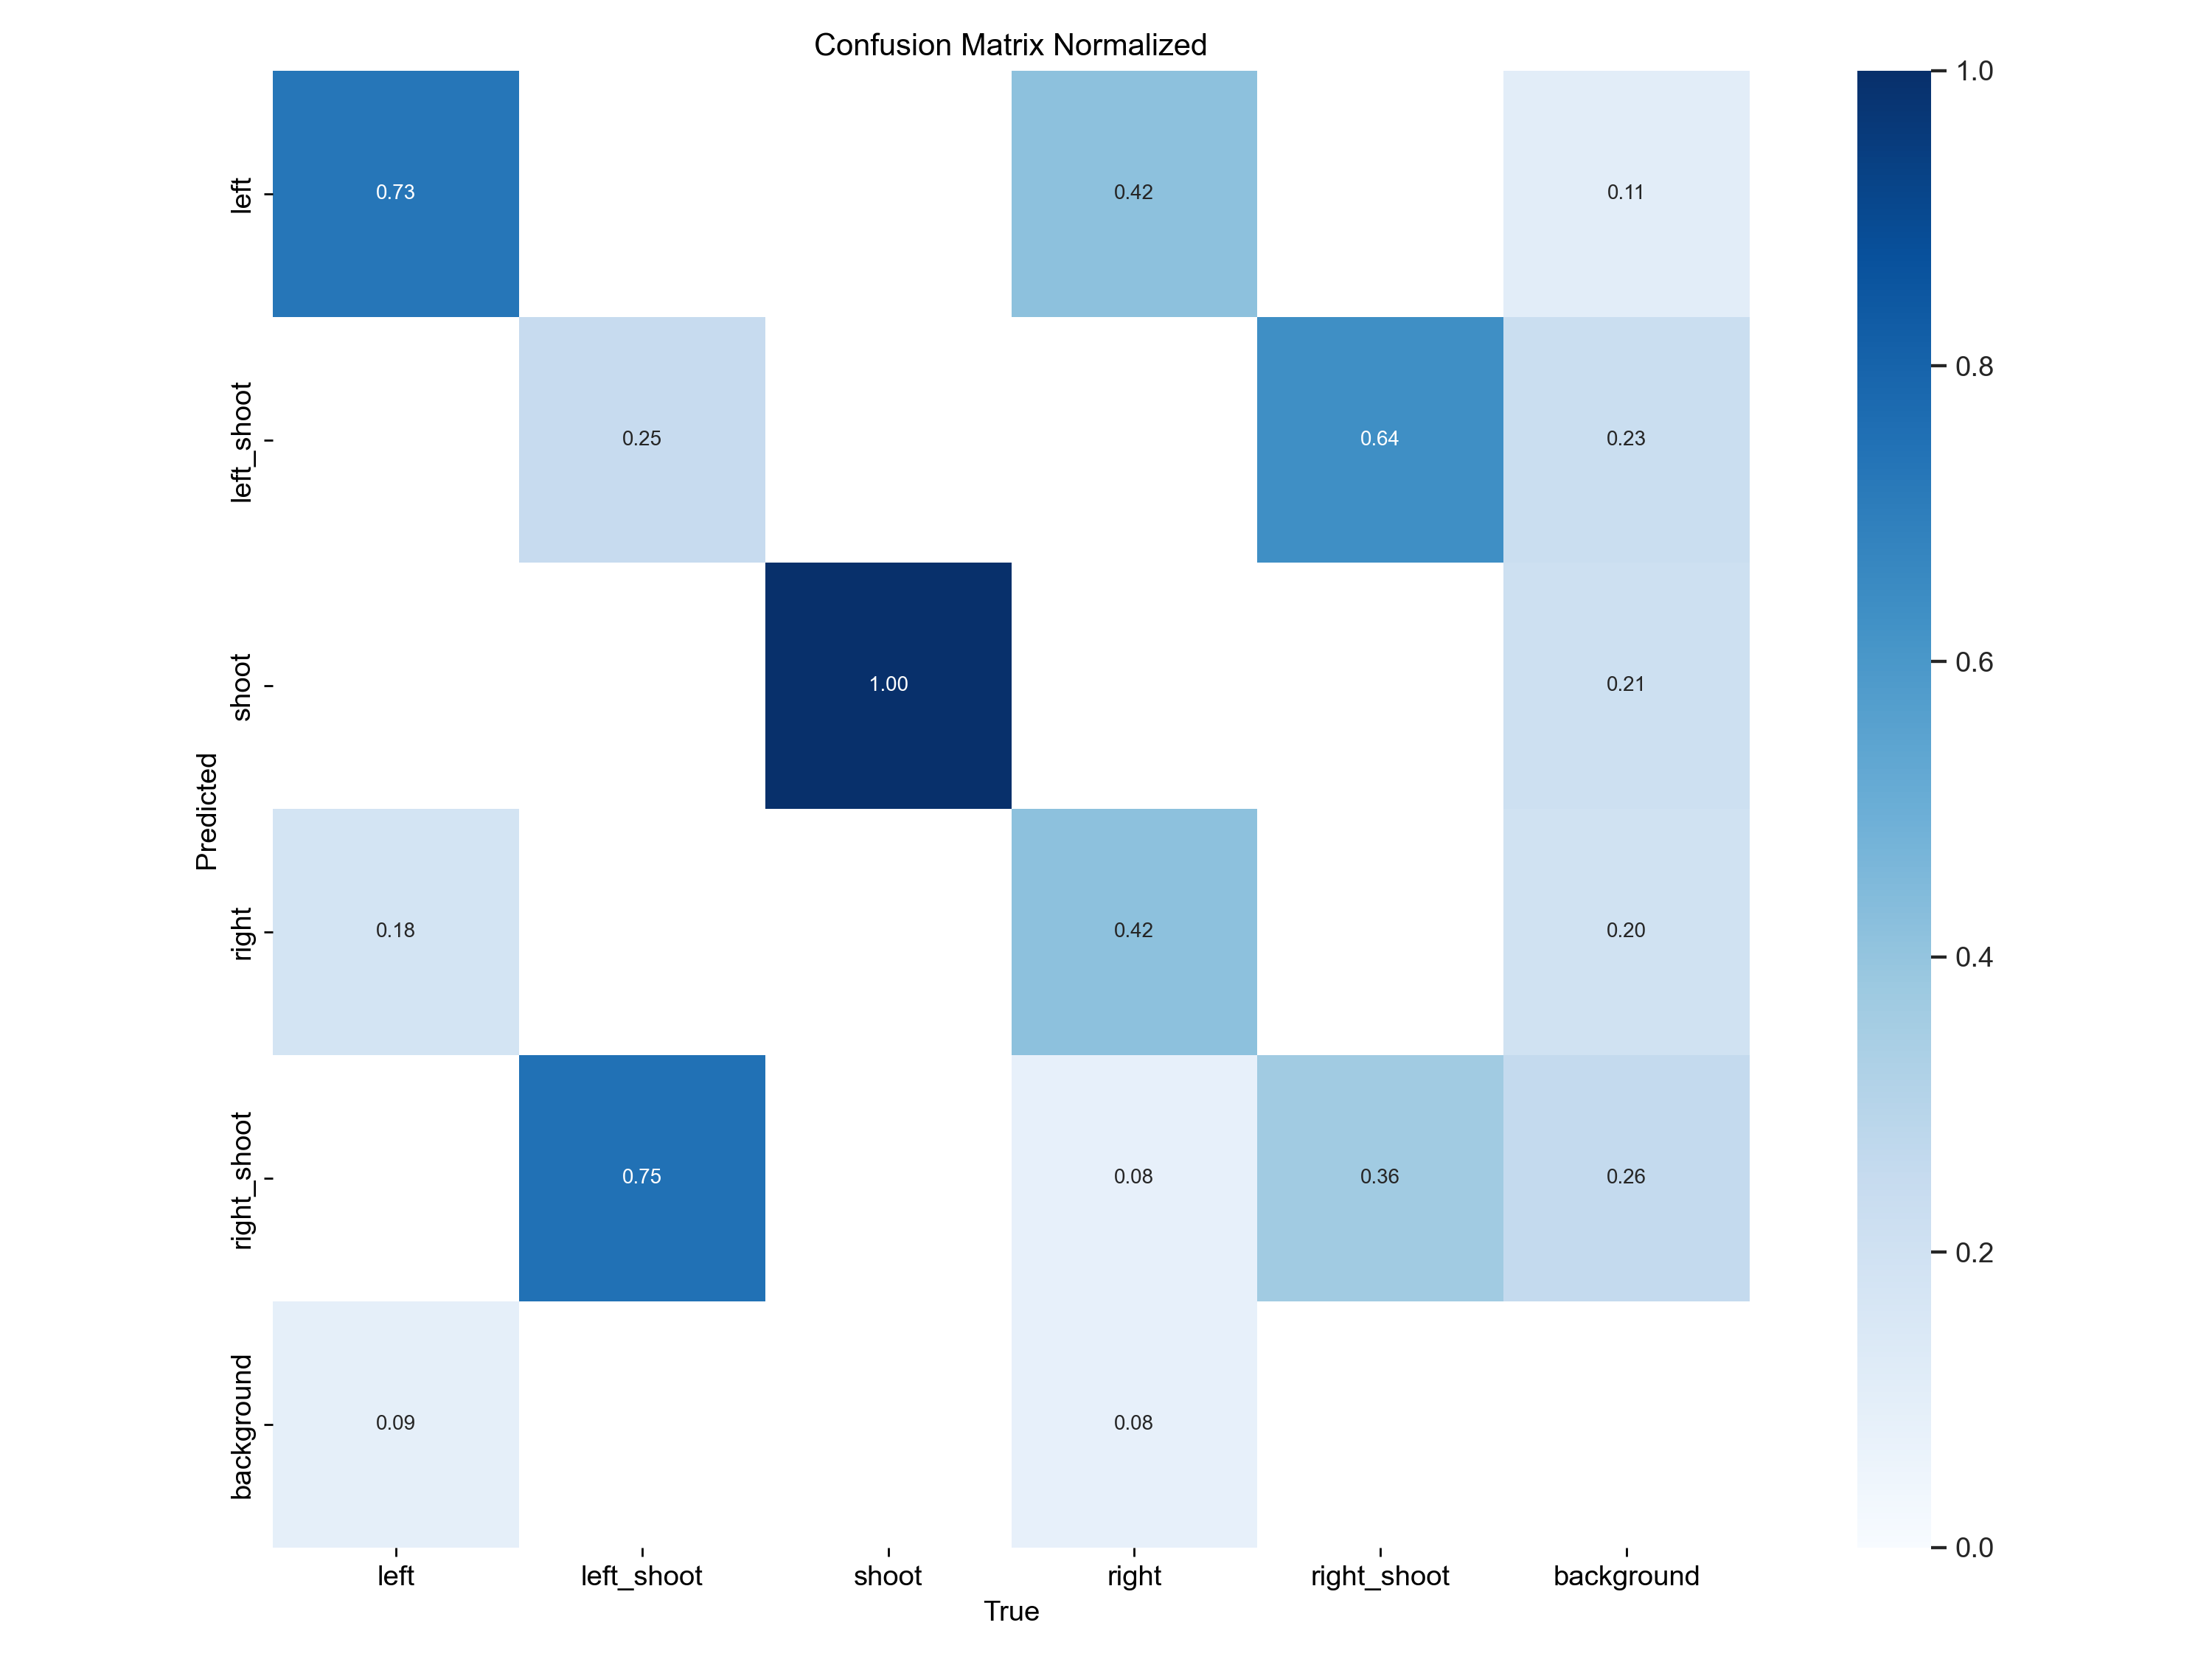 Confusion Matrix Normalized
left
0.73
0.42
0.11
left_shoot
0.25
0.64
0.23
shoot
1.00
0.21
right
0.18
0.42
0.20
right_shoot
0.75
0.08
0.36
0.26
background
0.09
0.08
Predicted
left
left_shoot
shoot
right
right_shoot
background
True
1.0
0.8
0.6
0.4
0.2
0.0